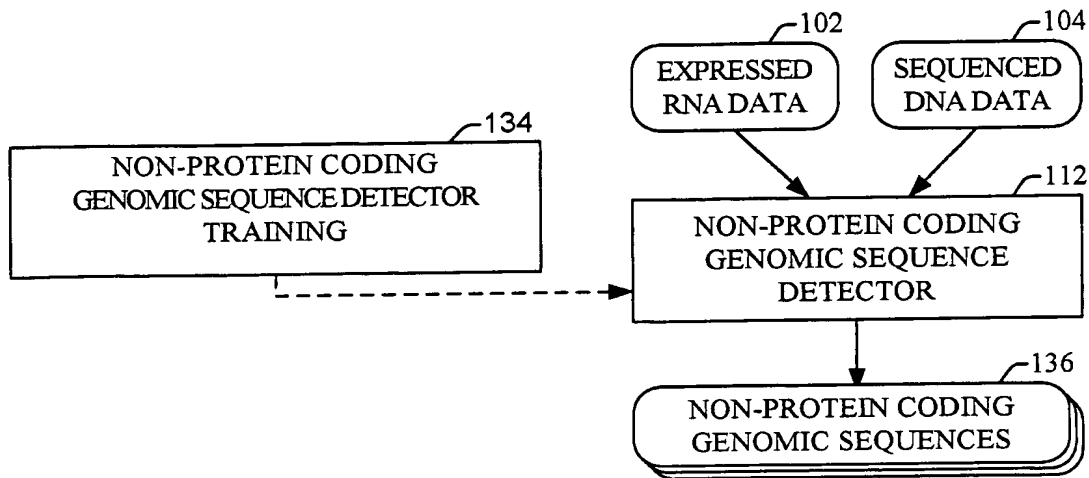 102
104
EXPRESSED
RNA DATA
SEQUENCED
DNA DATA
134
NON-PROTEIN CODING
GENOMIC SEQUENCE DETECTOR
TRAINING
112
NON-PROTEIN CODING
GENOMIC SEQUENCE
DETECTOR
136
NON-PROTEIN CODING
GENOMIC SEQUENCES